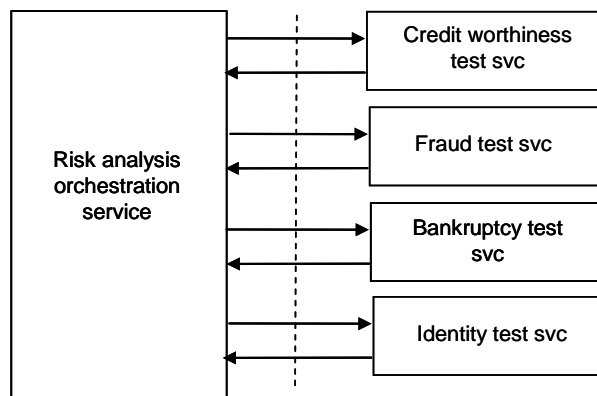 Risk analysis
orchestration
service
Credit worthiness
test svc
Fraud test svc
Bankruptcy test
svc
Identity test svc